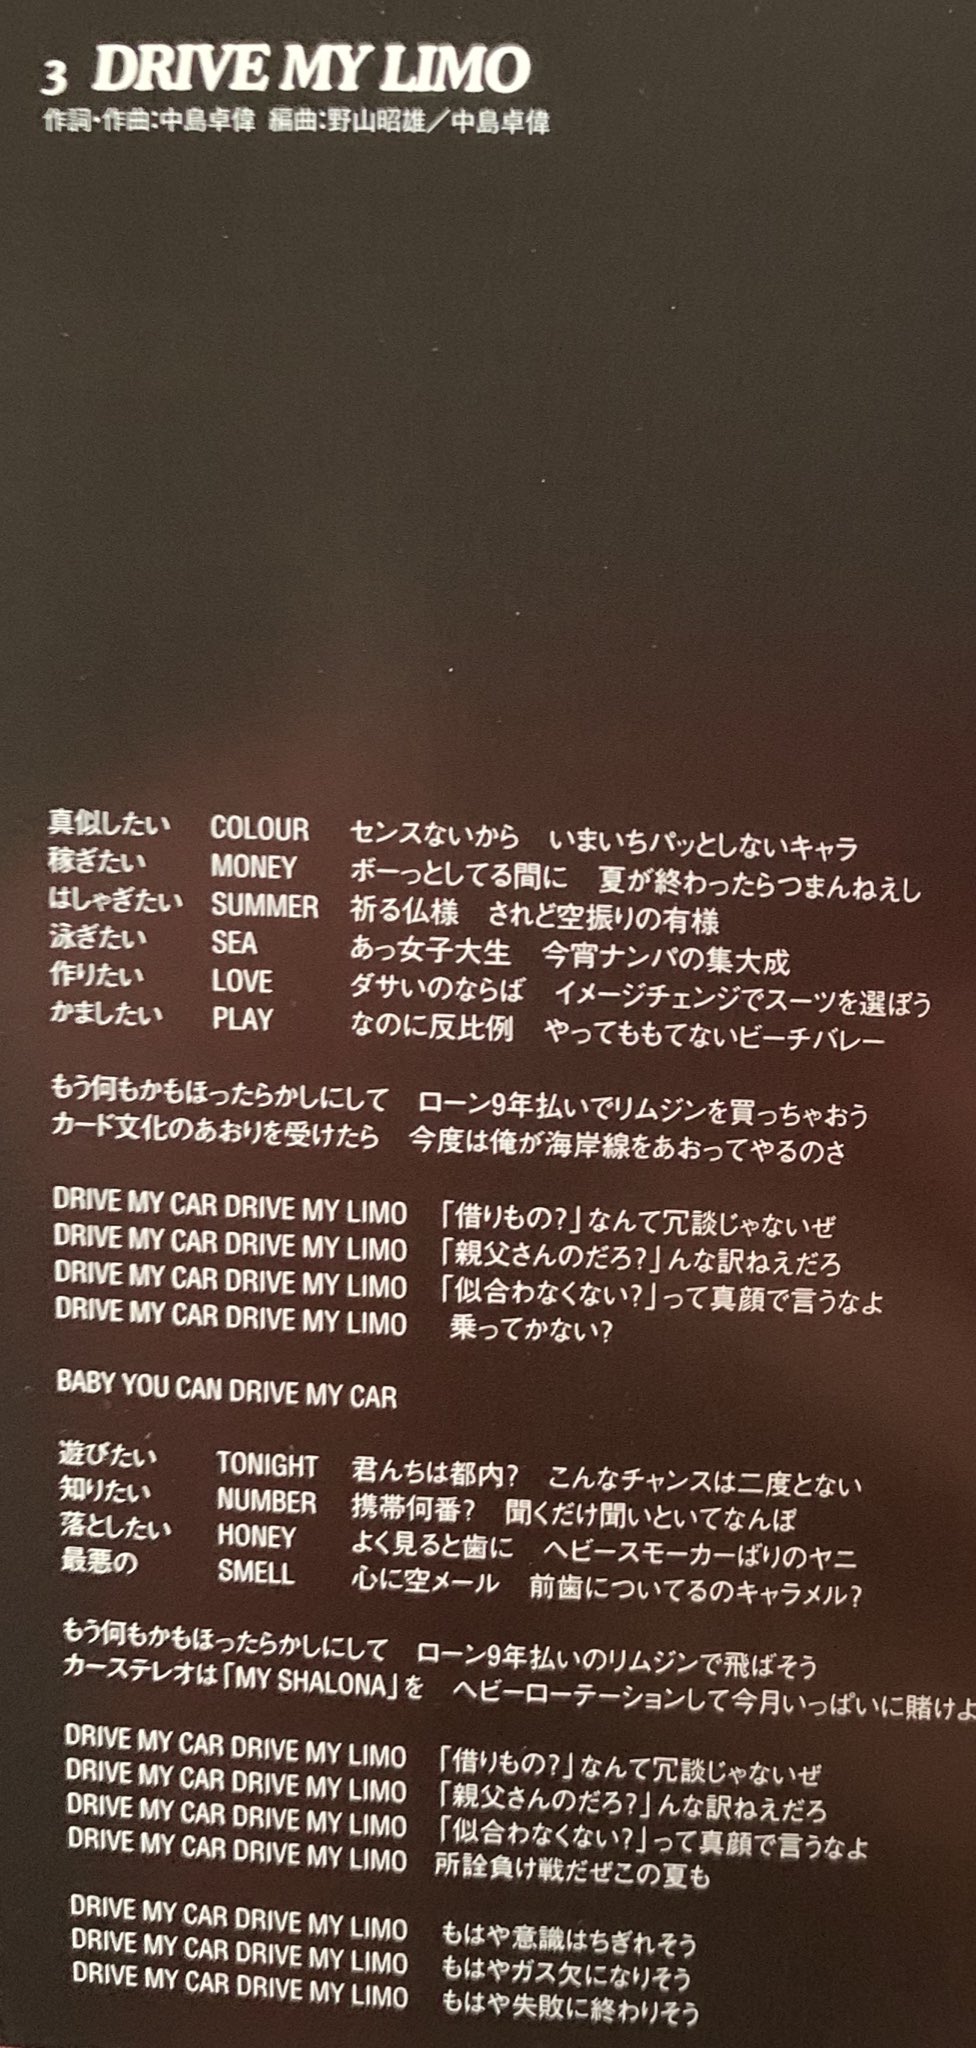 3 DRIVE MY LIMO
作詞・作曲:中島卓偉 編曲:野山昭雄／中島卓偉
真似したい COLOUR センスないから いまいちパッとしないキャラ
稼ぎたい MONEY ボーっとしてる間に 夏が終わったらつまんねえし
はしゃぎたい SUMMER 祈る仏様 されど空振りの有様
泳ぎたい SEA あっ女子大生 今宵ナンパの集大成
作りたい LOVE ダサいのならば イメージチェンジでスーツを選ぼう
かましたい PLAY なのに反比例 やってももてないビーチバレー
もう何もかもほったらかしにして ローン9年払いでリムジンを買っちゃおう
カード文化のあおりを受けたら 今度は俺が海岸線をあおってやるのさ
DRIVE MY CAR DRIVE MY LIMO 「借りもの?」なんて冗談じゃないぜ
DRIVE MY CAR DRIVE MY LIMO 「親父さんのだろ?」んな訳ねえだろ
DRIVE MY CAR DRIVE MY LIMO 「似合わなくない?」って真顔で言うなよ
DRIVE MY CAR DRIVE MY LIMO 乗ってかない?
BABY YOU CAN DRIVE MY CAR
遊びたい TONIGHT 君んちは都内? こんなチャンスは二度とない
知りたい NUMBER 携帯何番? 聞くだけ聞いといてなんぼ
落としたい HONEY よく見ると歯に ヘビースモーカーばりのヤニ
最悪の SMELL 心に空メール 前歯についてるのキャラメル?
もう何もかもほったらかしにして ローン9年払いのリムジンで飛ばそう
カーステレオは「MY SHALONA」を ヘビーローテーションして今月いっぱいに賭けよ
DRIVE MY CAR DRIVE MY LIMO 「借りもの?」なんて冗談じゃないぜ
DRIVE MY CAR DRIVE MY LIMO 「親父さんのだろ?」んな訳ねえだろ
DRIVE MY CAR DRIVE MY LIMO 「似合わなくない?」って真顔で言うなよ
DRIVE MY CAR DRIVE MY LIMO 所詮負け戦だぜこの夏も
DRIVE MY CAR DRIVE MY LIMO もはや意識はちぎれそう
DRIVE MY CAR DRIVE MY LIMO もはやガス欠になりそう
DRIVE MY CAR DRIVE MY LIMO もはや失敗に終わりそう